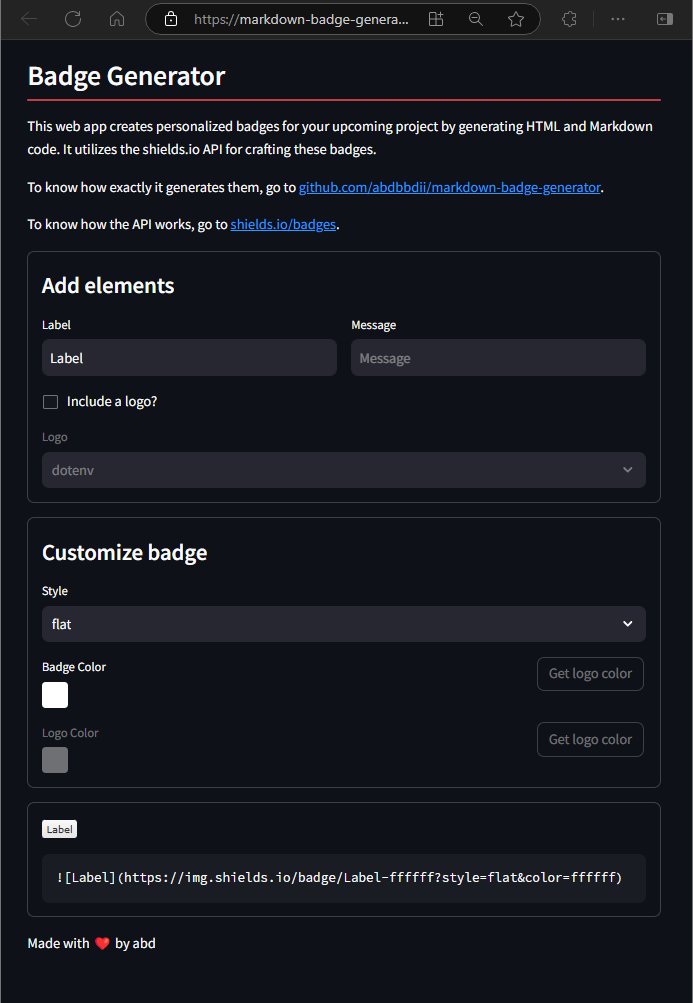 https://markdown-badge-genera...
Badge Generator
This web app creates personalized badges for your upcoming project by generating HTML and Markdown
code. It utilizes the shields.io API for crafting these badges.
To know how exactly it generates them, go to github.com/abdbbdii/markdown-badge-generator.
To know how the API works, go to shields.io/badges.
Add elements
Label
Message
Label
Message
Include a logo?
Logo
dotenv
Customize badge
Style
flat
Badge Color
Get logo color
Logo Color
Get logo color
Label
![Label](https://img.shields.io/badge/Label-ffffff?style=flat&color=ffffff)
Made with ❤️ by abd